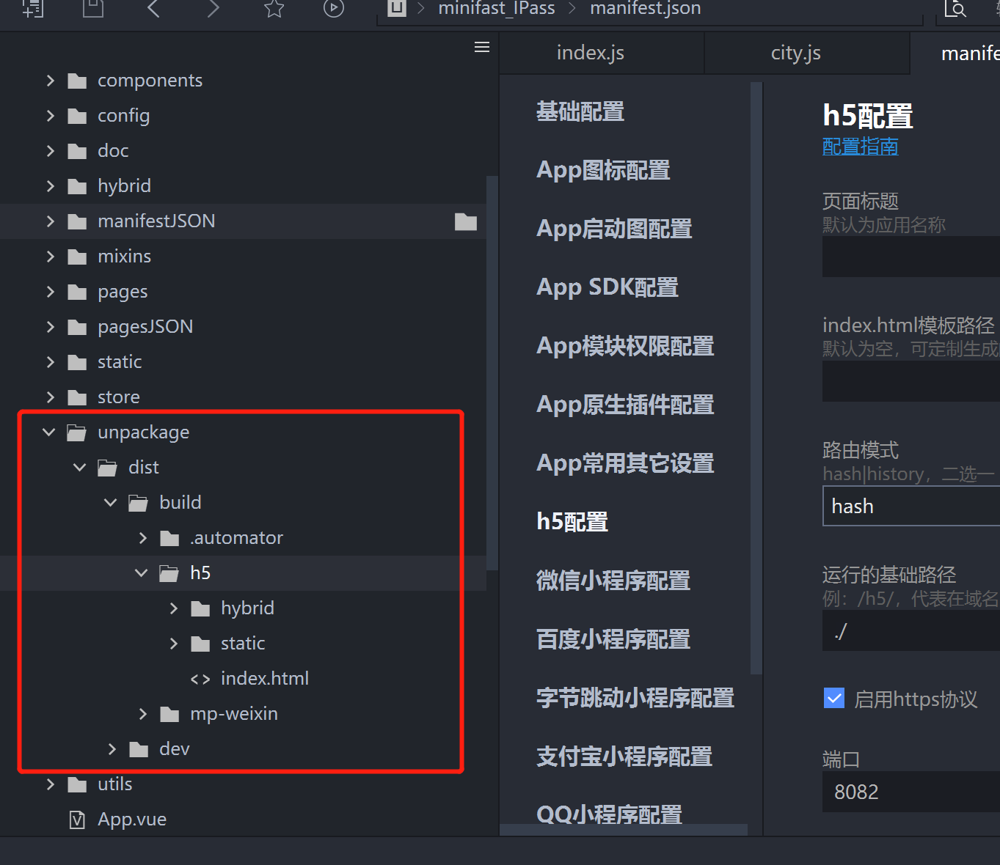 minifast_IPass > manifest.json
index.js
city.js
manife
components
config
doc
hybrid
manifestJSON
mixins
pages
pagesJSON
static
store
unpackage
dist
build
.automator
h5
hybrid
static
index.html
mp-weixin
dev
utils
App.vue
基础配置
App图标配置
App启动图配置
App SDK配置
App模块权限配置
App原生插件配置
App常用其它设置
h5配置
微信小程序配置
百度小程序配置
字节跳动小程序配置
支付宝小程序配置
QQ小程序配置
h5配置
配置指南
页面标题
默认为应用名称
index.html模板路径
默认为空，可定制生成
路由模式
hash|history，二选一
hash
运行的基础路径
例：/h5/，代表在域名
./
启用https协议
端口
8082